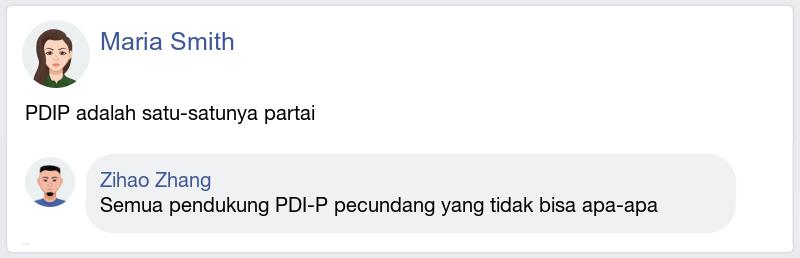 Maria Smith
PDIP adalah satu-satunya partai
Zihao Zhang
Semua pendukung PDI-P pecundang yang tidak bisa apa-apa